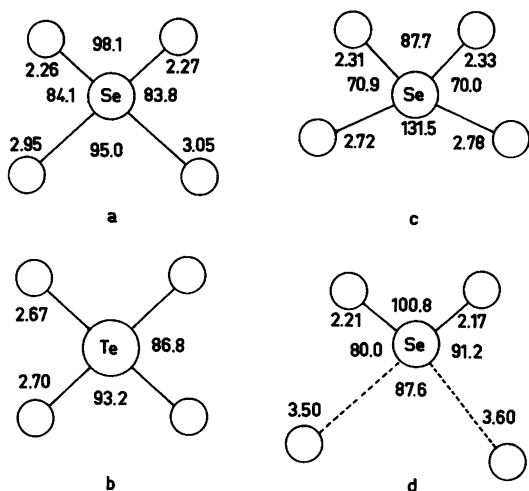 98.1
2.26 2.27
84.1 Se 83.8
2.95 95.0 3.05
a
87.7
2.31 2.33
70.9 Se 70.0
131.5
2.72 2.78
c
2.67
Te 86.8
2.70
93.2
b
100.8
2.21 2.17
80.0 Se 91.2
87.6
3.50 3.60
d